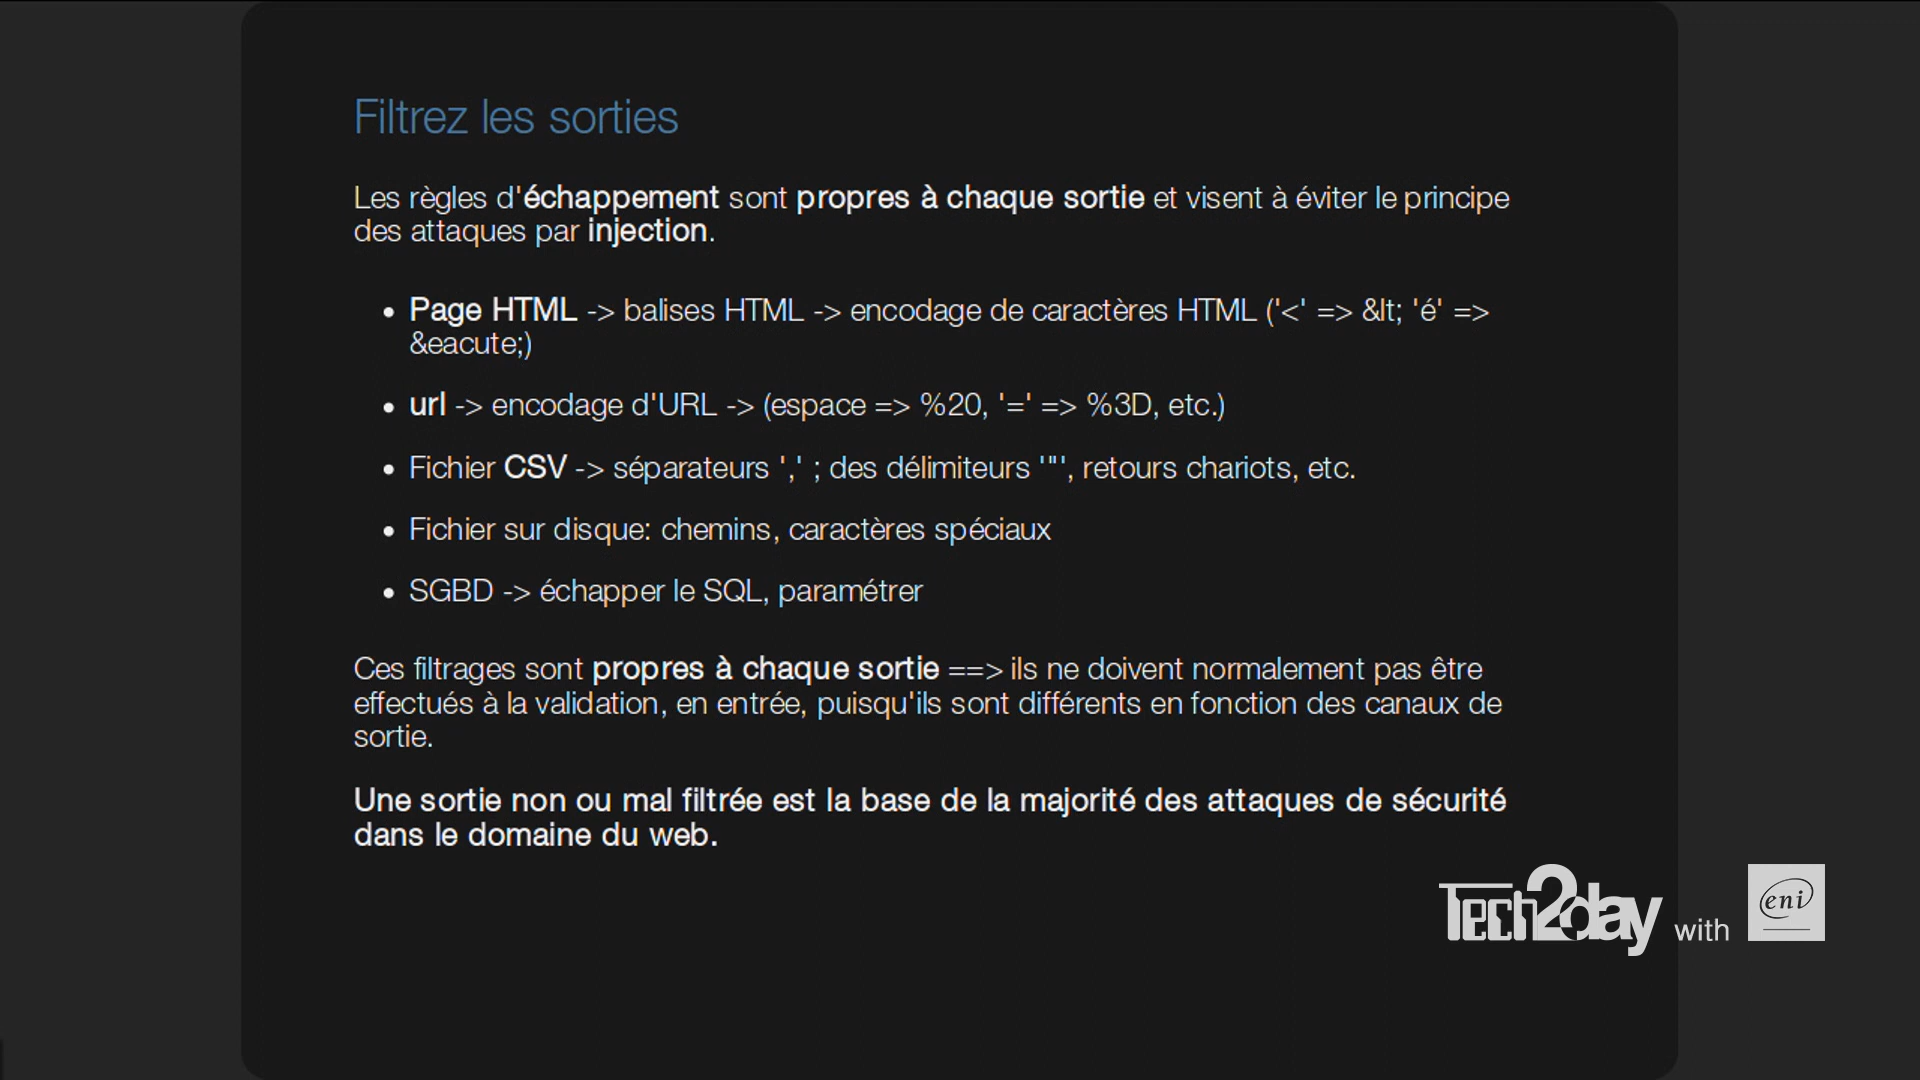 Filtrez les sorties
Les règles d'échappement sont propres à chaque sortie et visent à éviter le principe
des attaques par injection.
Page HTML -> balises HTML -> encodage de caractères HTML ('<' => &lt; 'é' =>
&eacute;)
url -> encodage d'URL -> (espace => %20, '=' => %3D, etc.)
Fichier CSV -> séparateurs ',' ; des délimiteurs '"', retours chariots, etc.
Fichier sur disque: chemins, caractères spéciaux
SGBD -> échapper le SQL, paramétrer
Ces filtrages sont propres à chaque sortie ==> ils ne doivent normalement pas être
effectués à la validation, en entrée, puisqu'ils sont différents en fonction des canaux de
sortie.
Une sortie non ou mal filtrée est la base de la majorité des attaques de sécurité
dans le domaine du web.
Tech2day with eni